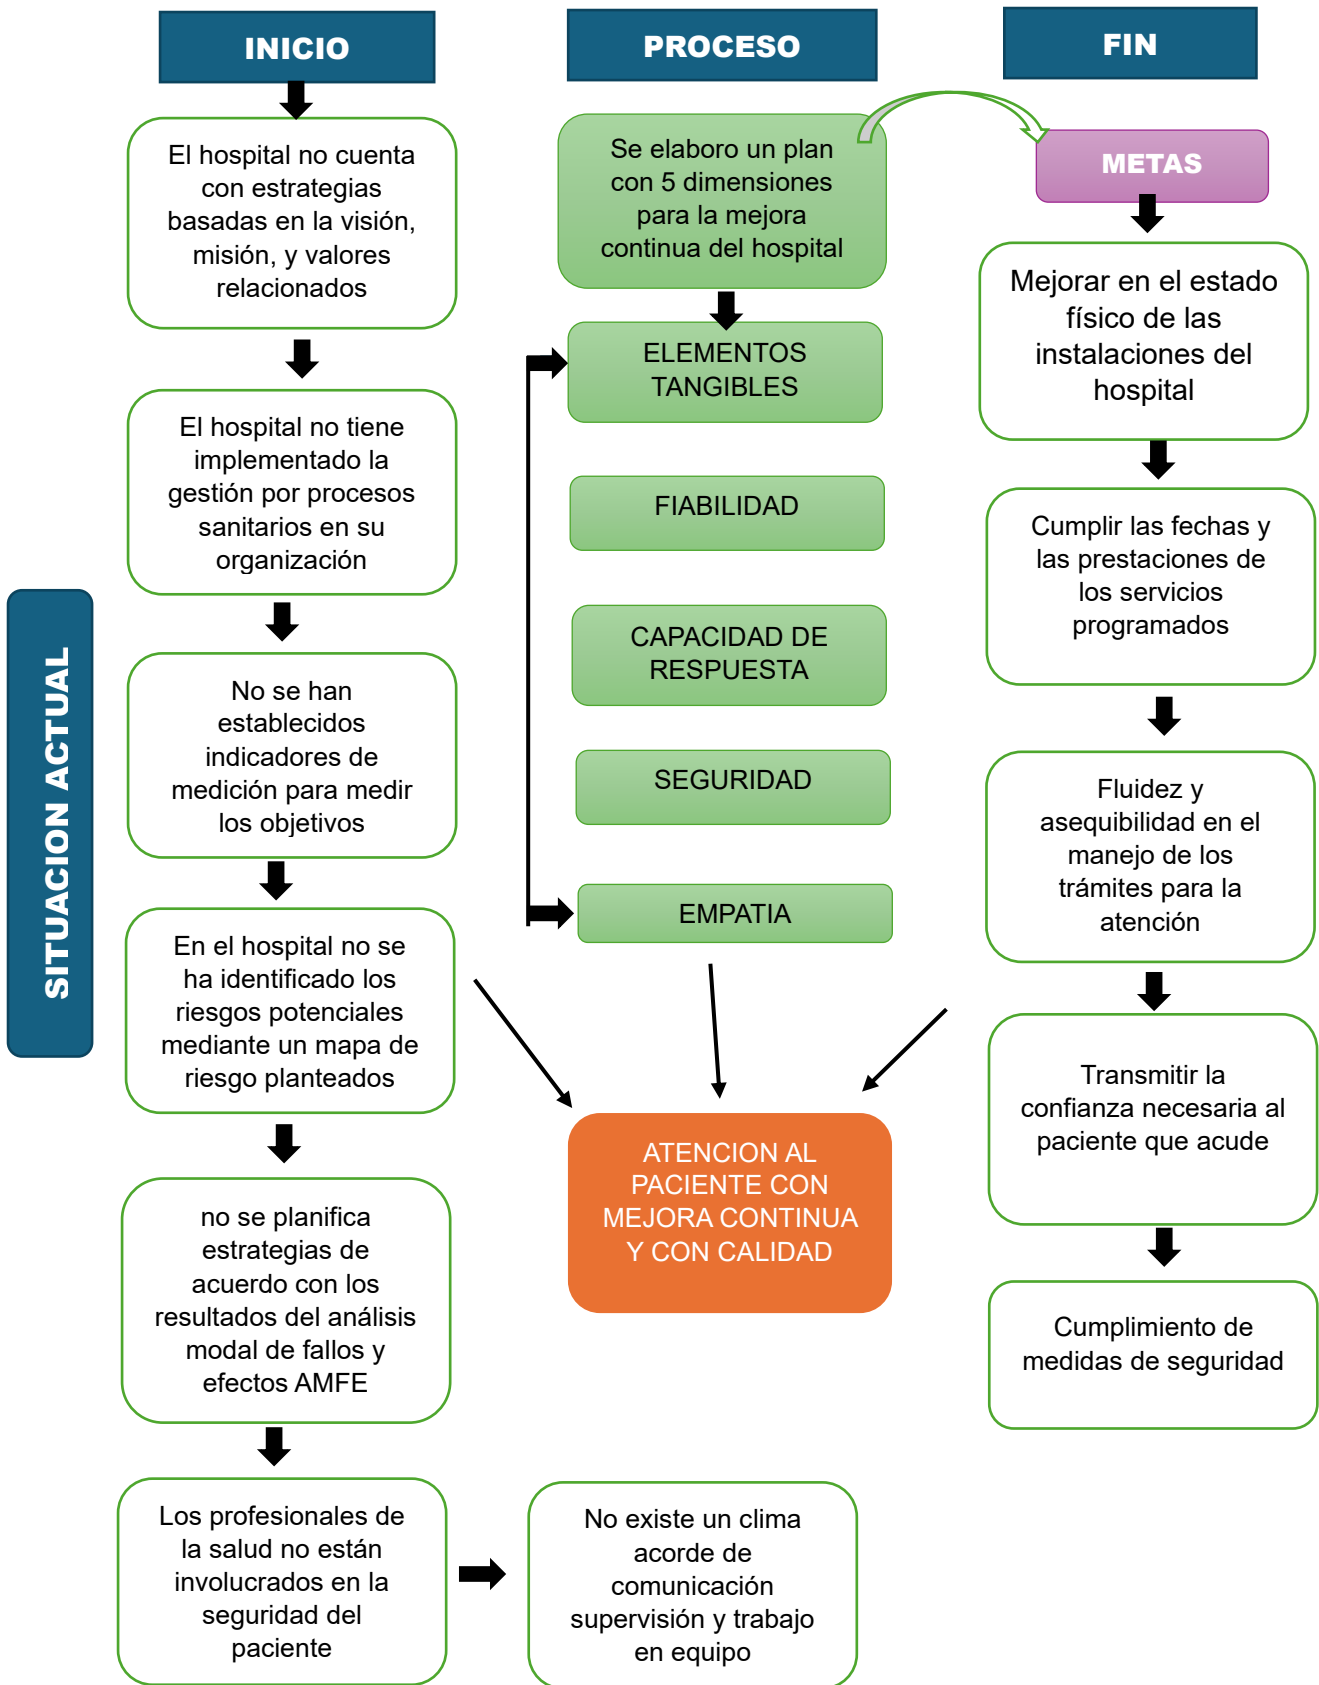 INICIO
El hospital no cuenta
con estrategias
basadas en la visión,
misión, y valores
relacionados
El hospital no tiene
implementado la
gestión por procesos
sanitarios en su
organización
SITUACION ACTUAL
No se han
establecidos
indicadores de
medición para medir
los objetivos
En el hospital no se
ha identificado los
riesgos potenciales
mediante un mapa de
riesgo planteados
no se planifica
estrategias de
acuerdo con los
resultados del análisis
modal de fallos y
efectos AMFE
Los profesionales de
la salud no están
involucrados en la
seguridad del
paciente
No existe un clima
acorde de
comunicación
supervisión y trabajo
en equipo
PROCESO
Se elaboro un plan
con 5 dimensiones
para la mejora
continua del hospital
ELEMENTOS
TANGIBLES
FIABILIDAD
CAPACIDAD DE
RESPUESTA
SEGURIDAD
EMPATIA
ATENCION AL
PACIENTE CON
MEJORA CONTINUA
Y CON CALIDAD
FIN
METAS
Mejorar en el estado
físico de las
instalaciones del
hospital
Cumplir las fechas y
las prestaciones de
los servicios
programados
Fluidez y
asequibilidad en el
manejo de los
trámites para la
atención
Transmitir la
confianza necesaria al
paciente que acude
Cumplimiento de
medidas de seguridad